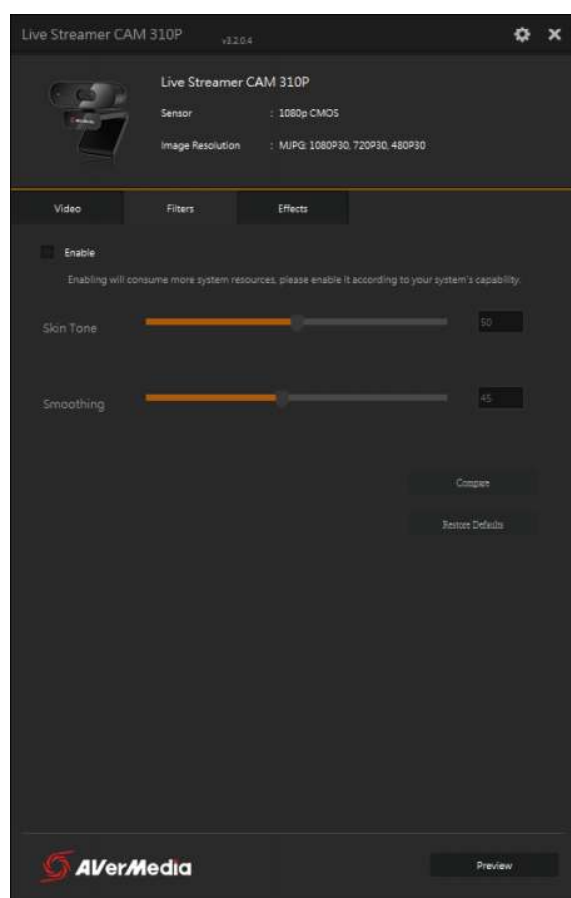 Live Streamer CAM 310P v3.2.0.4
Live Streamer CAM 310P
Sensor : 1080p CMOS
Image Resolution : MJPG: 1080P30, 720P30, 480P30
Video Filters Effects
Enable
Enabling will consume more system resources, please enable it according to your system's capability.
Skin Tone 50
Smoothing 45
Compare
Restore Defaults
AVerMedia Preview